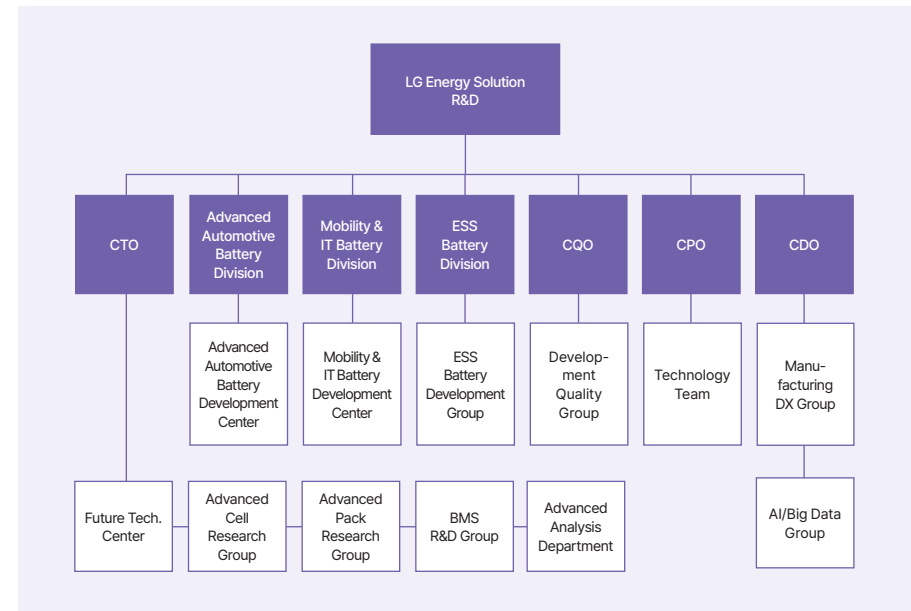 LG Energy Solution
R&D
CTO
Advanced
Automotive
Battery
Division
Mobility &
IT Battery
Division
ESS
Battery
Division
CQO
CPO
CDO
Advanced
Automotive
Battery
Development
Center
Mobility &
IT Battery
Development
Center
ESS
Battery
Development
Group
Develop-
ment
Quality
Group
Technology
Team
Manu-
facturing
DX Group
Future Tech.
Center
Advanced
Cell
Research
Group
Advanced
Pack
Research
Group
BMS
R&D Group
Advanced
Analysis
Department
AI/Big Data
Group